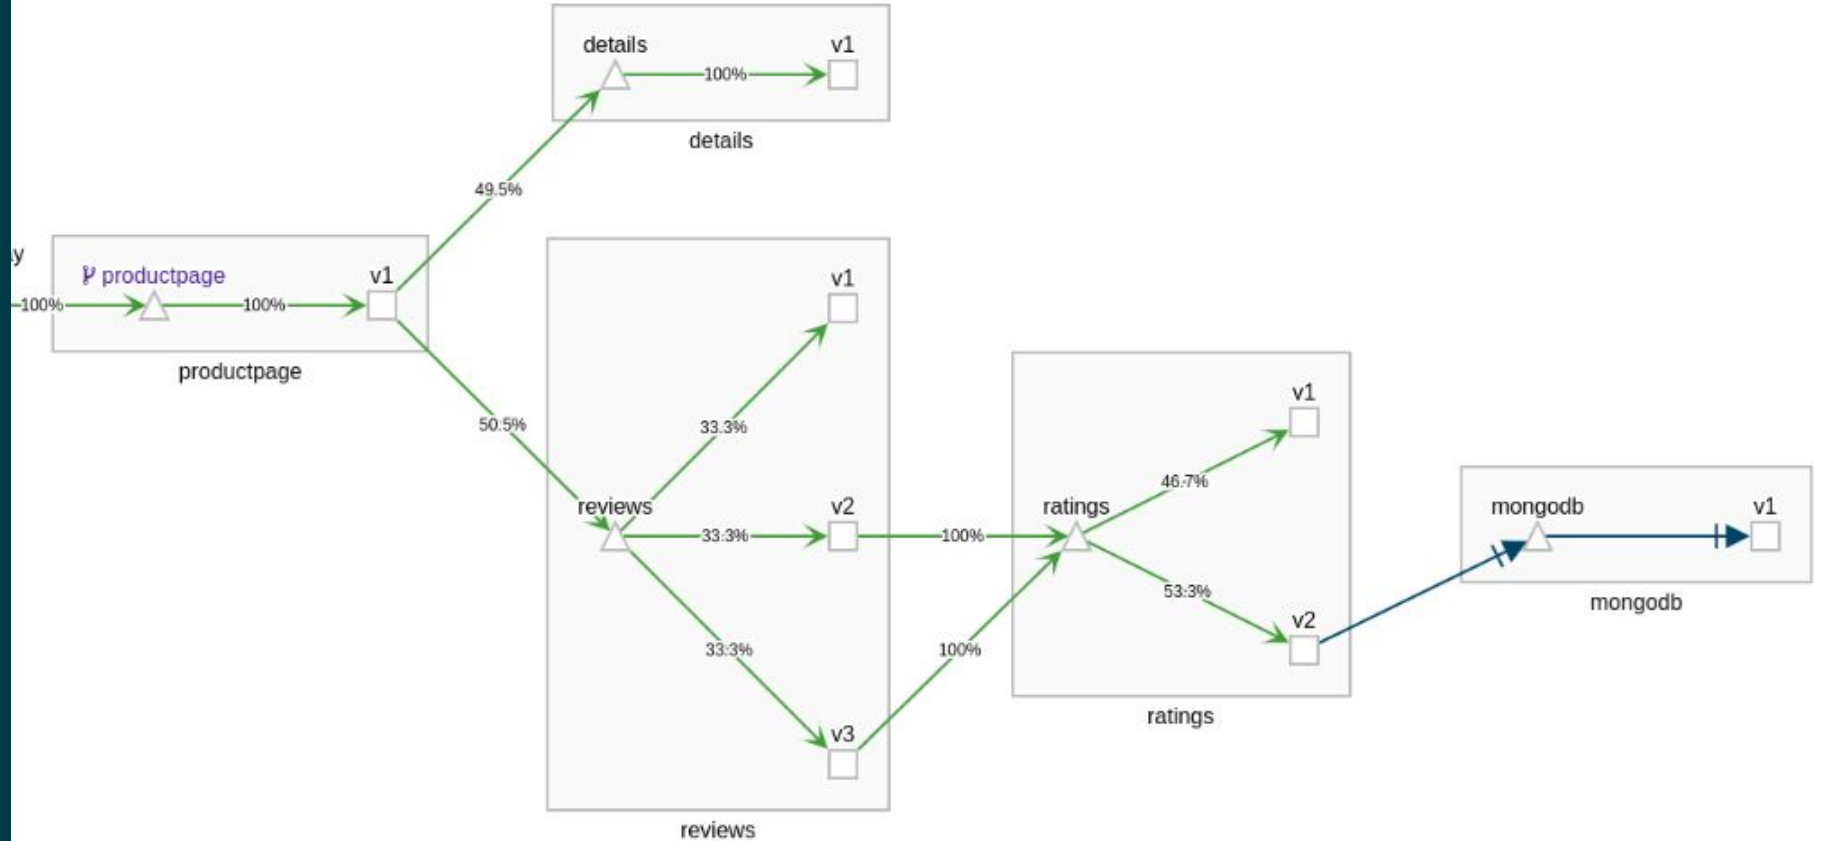 details
v1
100%
details
49.5%
y
productpage
v1
100%
100%
productpage
50.5%
v1
33.3%
reviews
v2
33.3%
33.3%
v3
reviews
100%
100%
v1
46.7%
ratings
53.3%
v2
ratings
mongodb
v1
mongodb